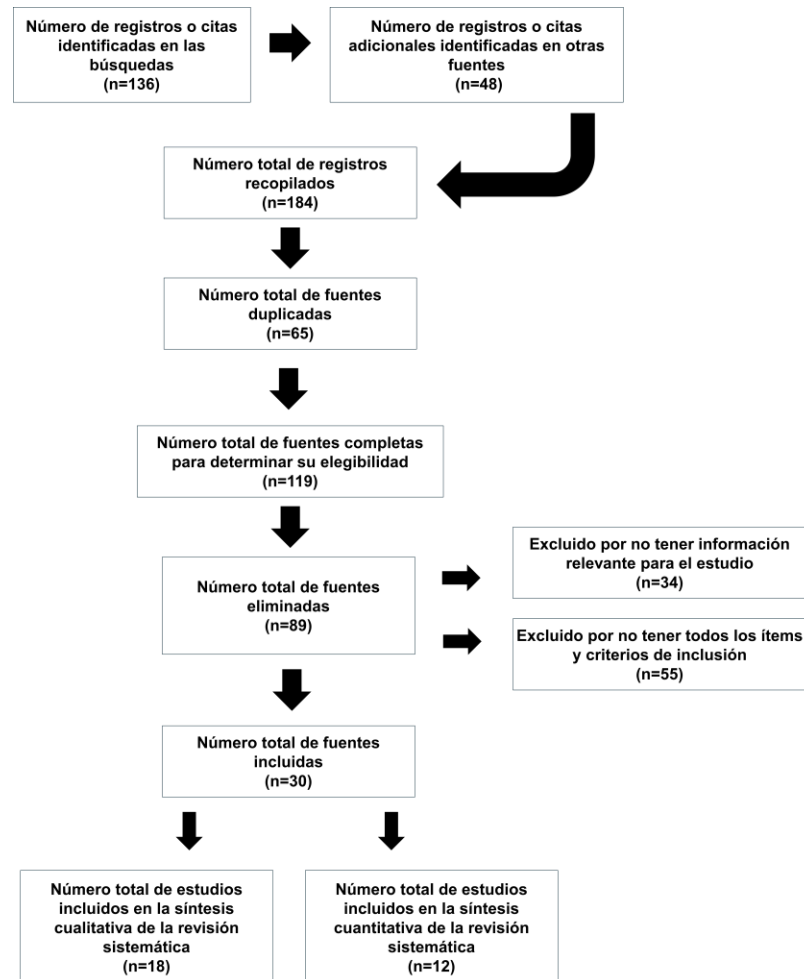 Número de registros o citas
identificadas en las
búsquedas
(n=136)
Número de registros o citas
adicionales identificadas en otras
fuentes
(n=48)
Número total de registros
recopilados
(n=184)
Número total de fuentes
duplicadas
(n=65)
Número total de fuentes completas
para determinar su elegibilidad
(n=119)
Número total de fuentes
eliminadas
(n=89)
Excluido por no tener información
relevante para el estudio
(n=34)
Excluido por no tener todos los ítems
y criterios de inclusión
(n=55)
Número total de fuentes
incluidas
(n=30)
Número total de estudios
incluidos en la síntesis
cualitativa de la revisión
sistemática
(n=18)
Número total de estudios
incluidos en la síntesis
cuantitativa de la revisión
sistemática
(n=12)